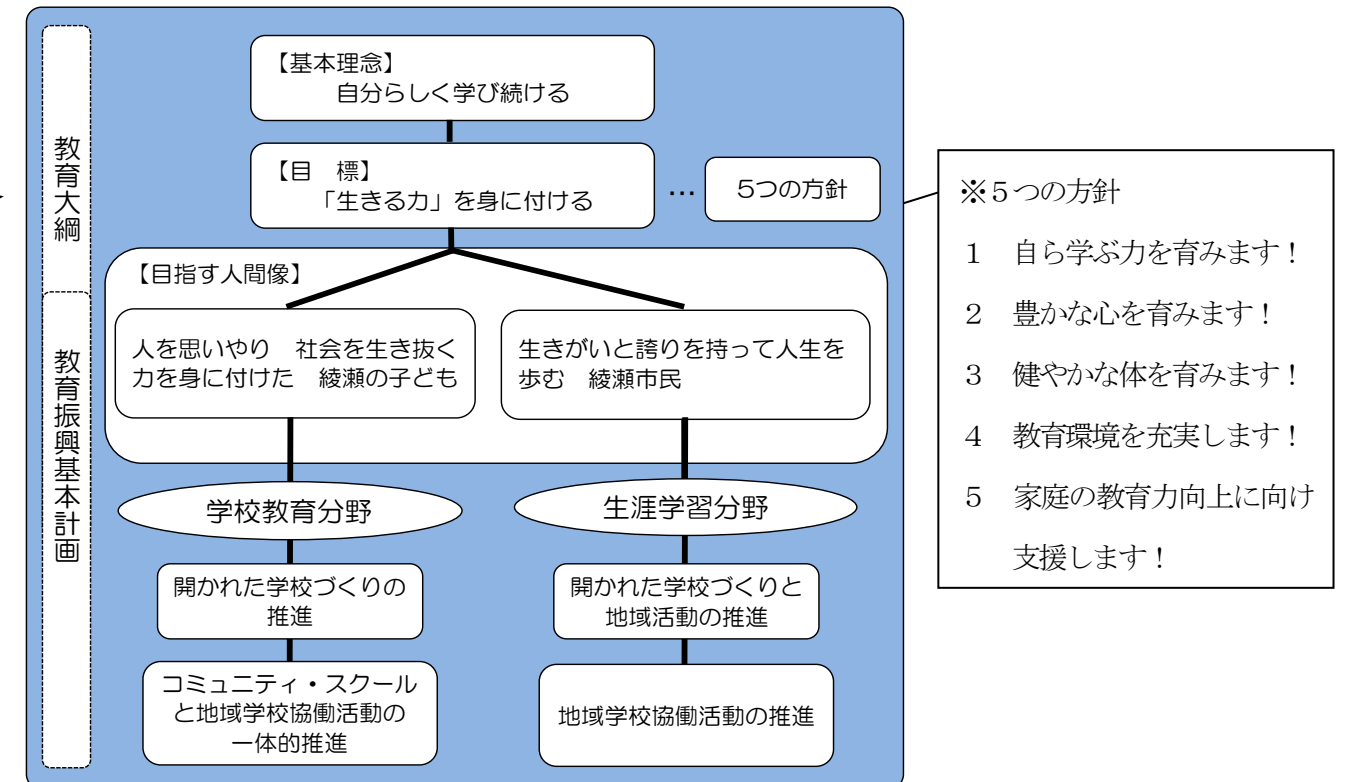 教育大綱
教育振興基本計画
【基本理念】
自分らしく学び続ける
【目　標】
「生きる力」を身に付ける
…
5つの方針
【目指す人間像】
人を思いやり　社会を生き抜く
力を身に付けた　綾瀬の子ども
生きがいと誇りを持って人生を
歩む　綾瀬市民
学校教育分野
生涯学習分野
開かれた学校づくりの
推進
開かれた学校づくりと
地域活動の推進
コミュニティ・スクール
と地域学校協働活動の
一体的推進
地域学校協働活動の推進
※５つの方針
１　自ら学ぶ力を育みます！
２　豊かな心を育みます！
３　健やかな体を育みます！
４　教育環境を充実します！
５　家庭の教育力向上に向け
支援します！